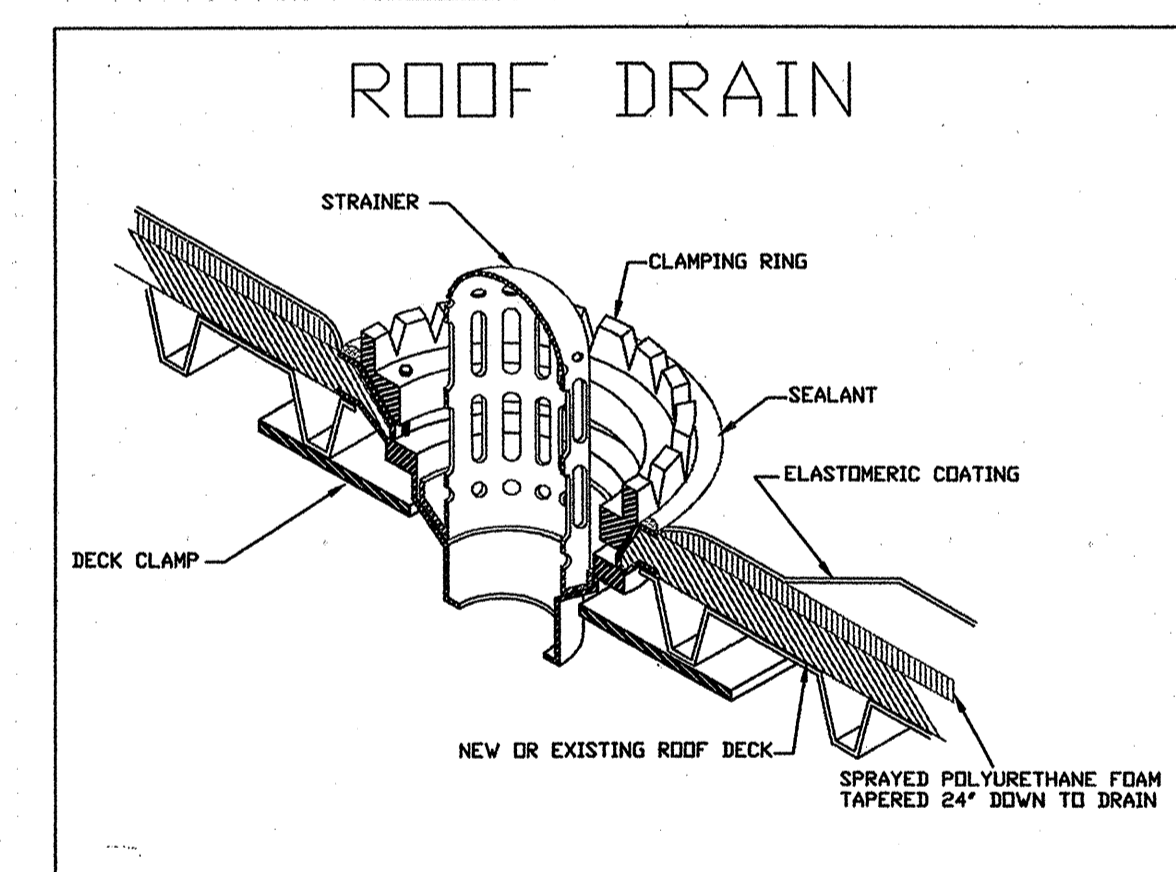 ROOF DRAIN
STRAINER
CLAMPING RING
SEALANT
ELASTOMERIC COATING
DECK CLAMP
NEW OR EXISTING ROOF DECK
SPRAYED POLYURETHANE FOAM
TAPERED 24" DOWN TO DRAIN